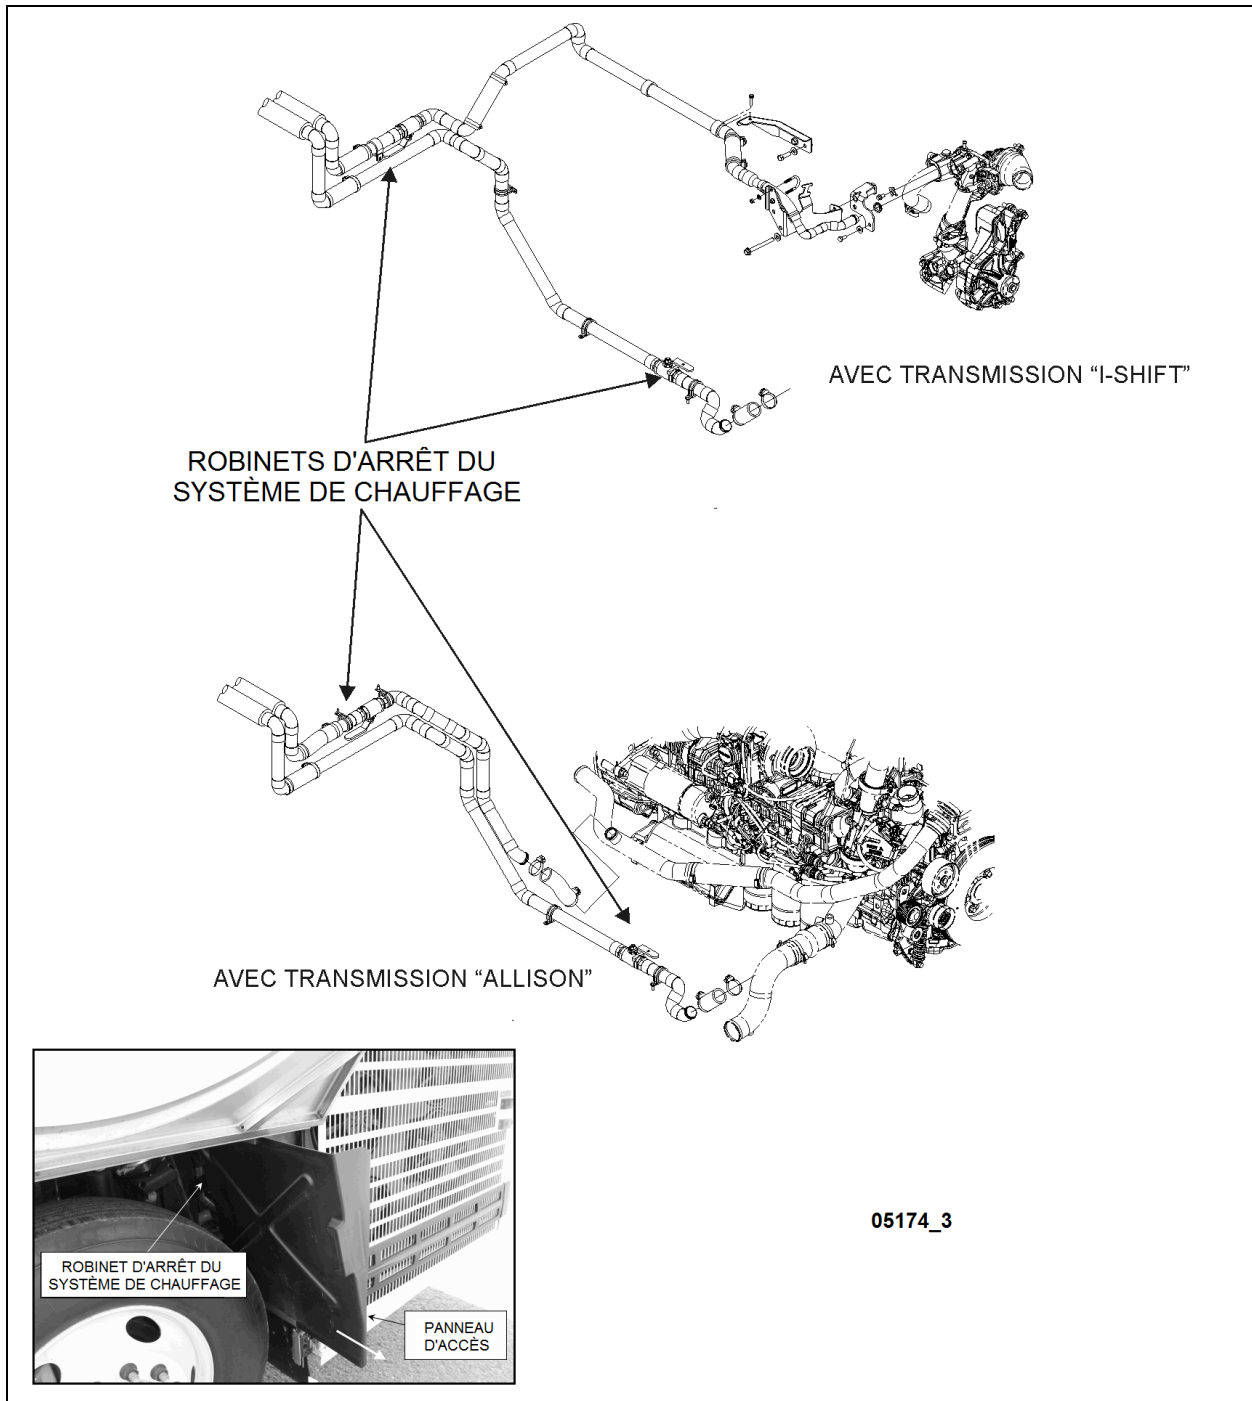 AVEC TRANSMISSION “I-SHIFT”
ROBINETS D'ARRÊT DU
SYSTÈME DE CHAUFFAGE
AVEC TRANSMISSION “ALLISON”
ROBINET D'ARRÊT DU
SYSTÈME DE CHAUFFAGE
PANNEAU
D'ACCÈS
05174_3